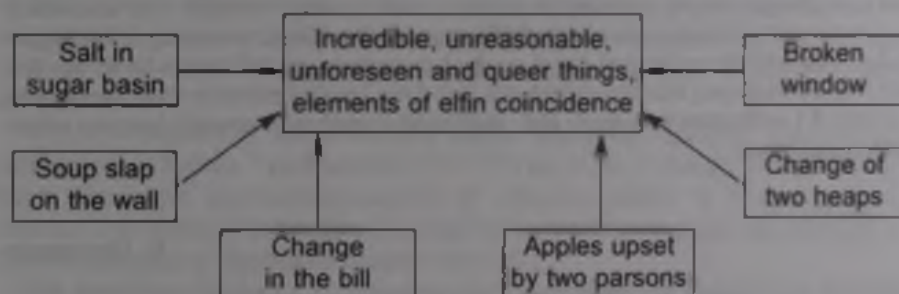 Salt in
sugar basin
Incredible, unreasonable,
unforeseen and queer things,
elements of elfin coincidence
Broken
window
Soup slap
on the wall
Change of
two heaps
Change
in the bill
Apples upset
by two parsons